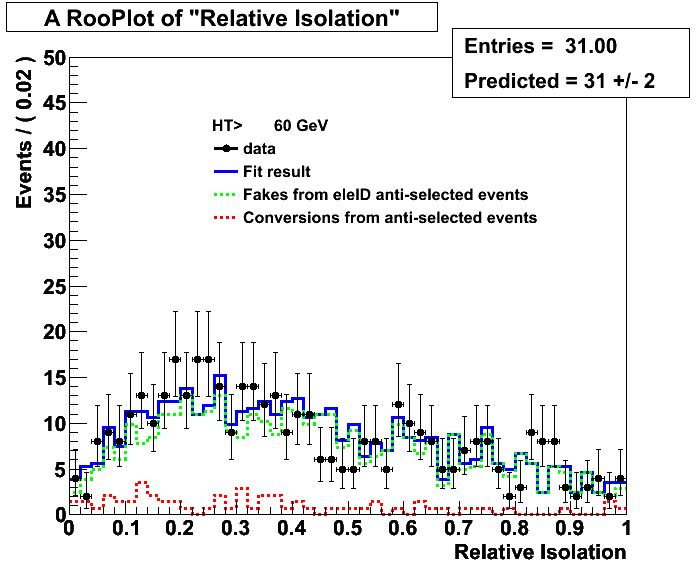 A RooPlot of "Relative Isolation"
Entries =  31.00
Predicted = 31 +/- 2
Events / ( 0.02 )
50
45
40
35
30
25
20
15
10
5
0
HT>    60 GeV
data
Fit result
Fakes from eleID anti-selected events
Conversions from anti-selected events
0 0.1 0.2 0.3 0.4 0.5 0.6 0.7 0.8 0.9 1
Relative Isolation